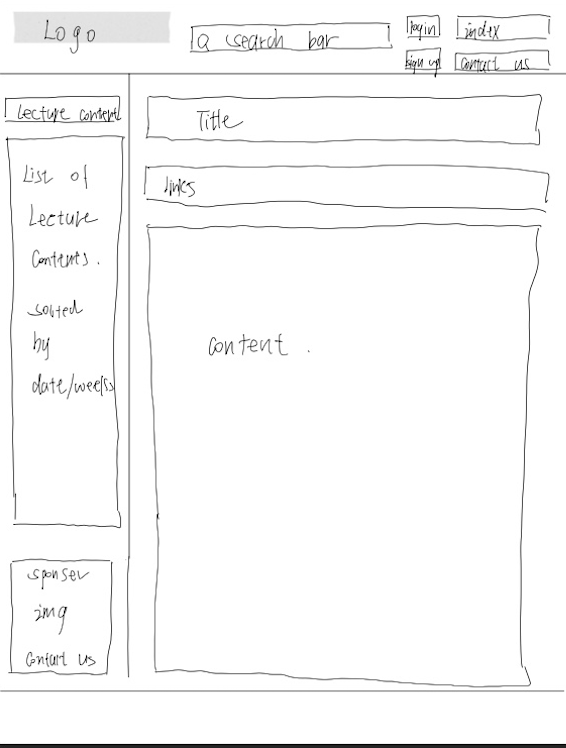 Logo
a search bar
login
index
sign up
Contact us
Lecture content
Title
links
List of
Lecture
Contents.
sorted
by
date/weeks
content .
sponser
img
Contact us